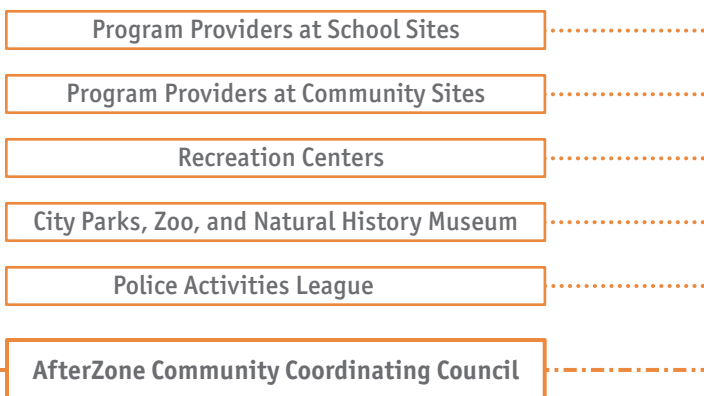 Program Providers at School Sites
Program Providers at Community Sites
Recreation Centers
City Parks, Zoo, and Natural History Museum
Police Activities League
AfterZone Community Coordinating Council